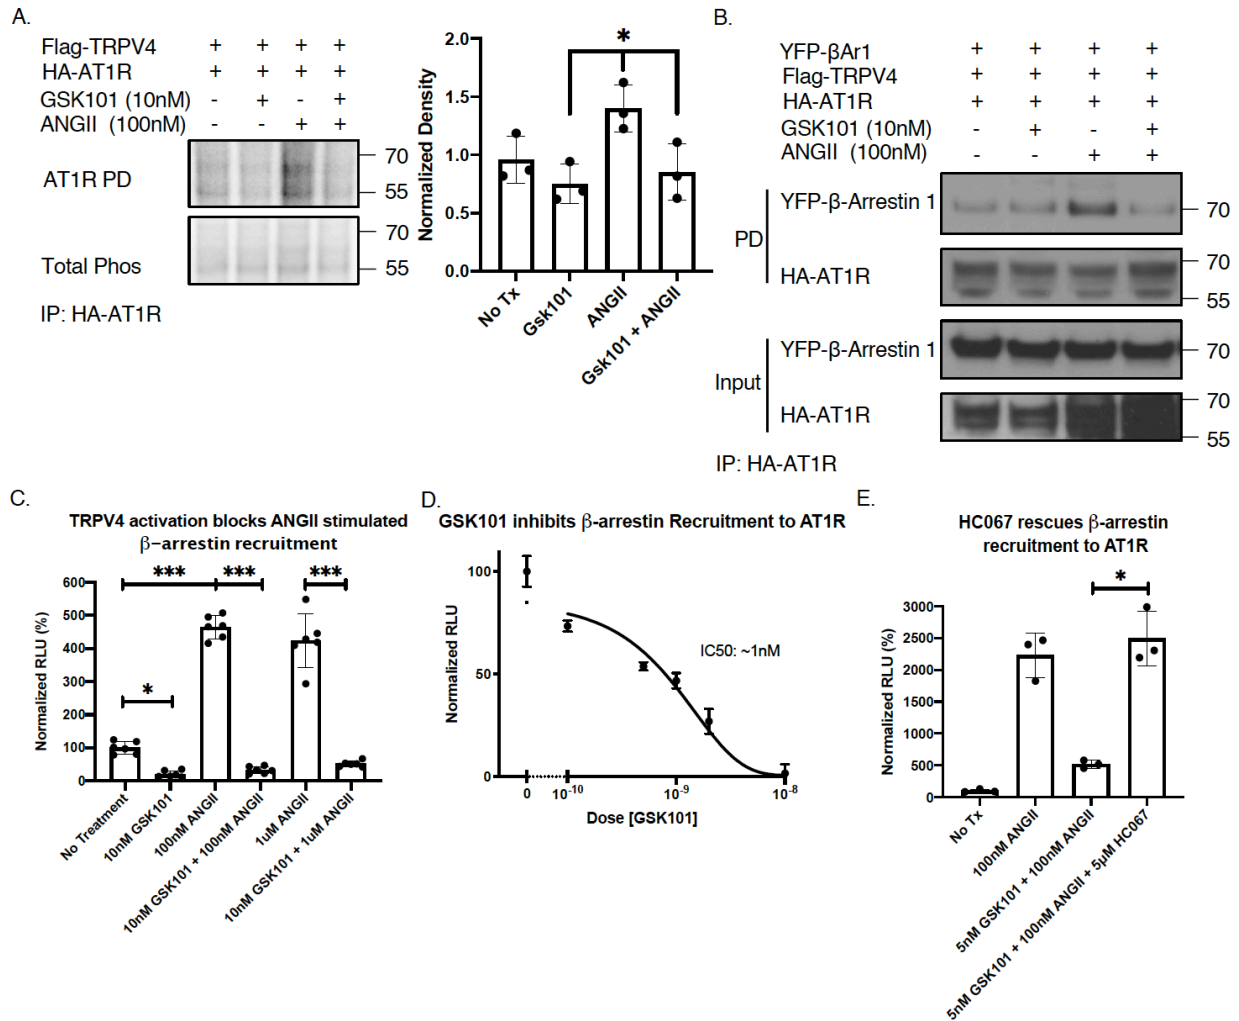 A.
Flag-TRPV4 + + + +
HA-AT1R + + + +
GSK101 (10nM) - + - +
ANGII (100nM) - - + +
AT1R PD
70
55
Total Phos
70
55
IP: HA-AT1R
Normalized Density
2.0
1.5
1.0
0.5
0.0
*
No Tx
Gsk101
ANGII
Gsk101 + ANGII
B.
YFP-βAr1 + + + +
Flag-TRPV4 + + + +
HA-AT1R + + + +
GSK101 (10nM) - + - +
ANGII (100nM) - - + +
PD
YFP-β-Arrestin 1
70
HA-AT1R
70
55
Input
YFP-β-Arrestin 1
70
HA-AT1R
70
55
IP: HA-AT1R
C.
TRPV4 activation blocks ANGII stimulated
β-arrestin recruitment
Normalized RLU (%)
600
500
400
300
200
100
0
*
***
***
***
No Treatment
10nM GSK101
100nM ANGII
10nM GSK101 + 100nM ANGII
1uM ANGII
10nM GSK101 + 1uM ANGII
D.
GSK101 inhibits β-arrestin Recruitment to AT1R
Normalized RLU
100
50
0
IC50: ~1nM
0
10-10
10-9
10-8
Dose [GSK101]
E.
HC067 rescues β-arrestin
recruitment to AT1R
Normalized RLU (%)
3000
2500
2000
1500
1000
500
0
*
No Tx
100nM ANGII
5nM GSK101 + 100nM ANGII
5nM GSK101 + 100nM ANGII + 5µM HC067